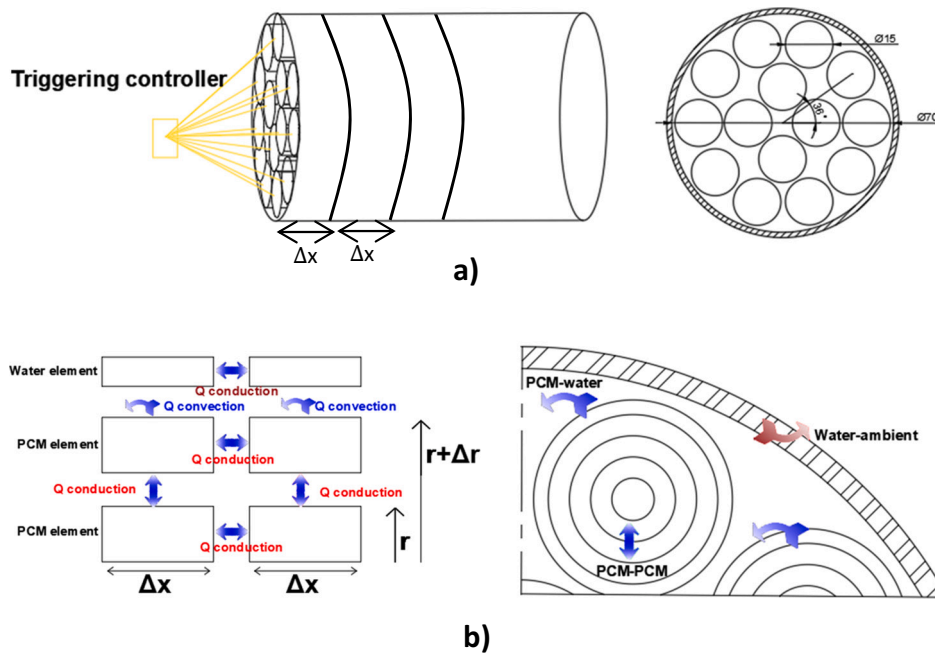 Triggering controller
Δx
Δx
Ø15
36°
Ø70
a)
Water element
Q conduction
Q convection
Q convection
PCM element
Q conduction
r+Δr
Q conduction
Q conduction
PCM element
Q conduction
r
Δx
Δx
PCM-water
Water-ambient
PCM-PCM
b)